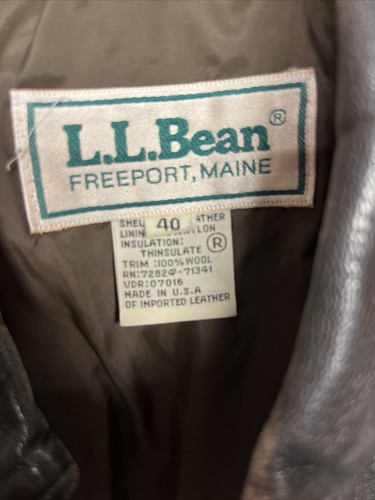 L.L.Bean®
FREEPORT, MAINE
40
INSULATION:
THINSULATE ®
TRIM :100% WOOL
VDR:07016
MADE IN U.S.A
OF IMPORTED LEATHER